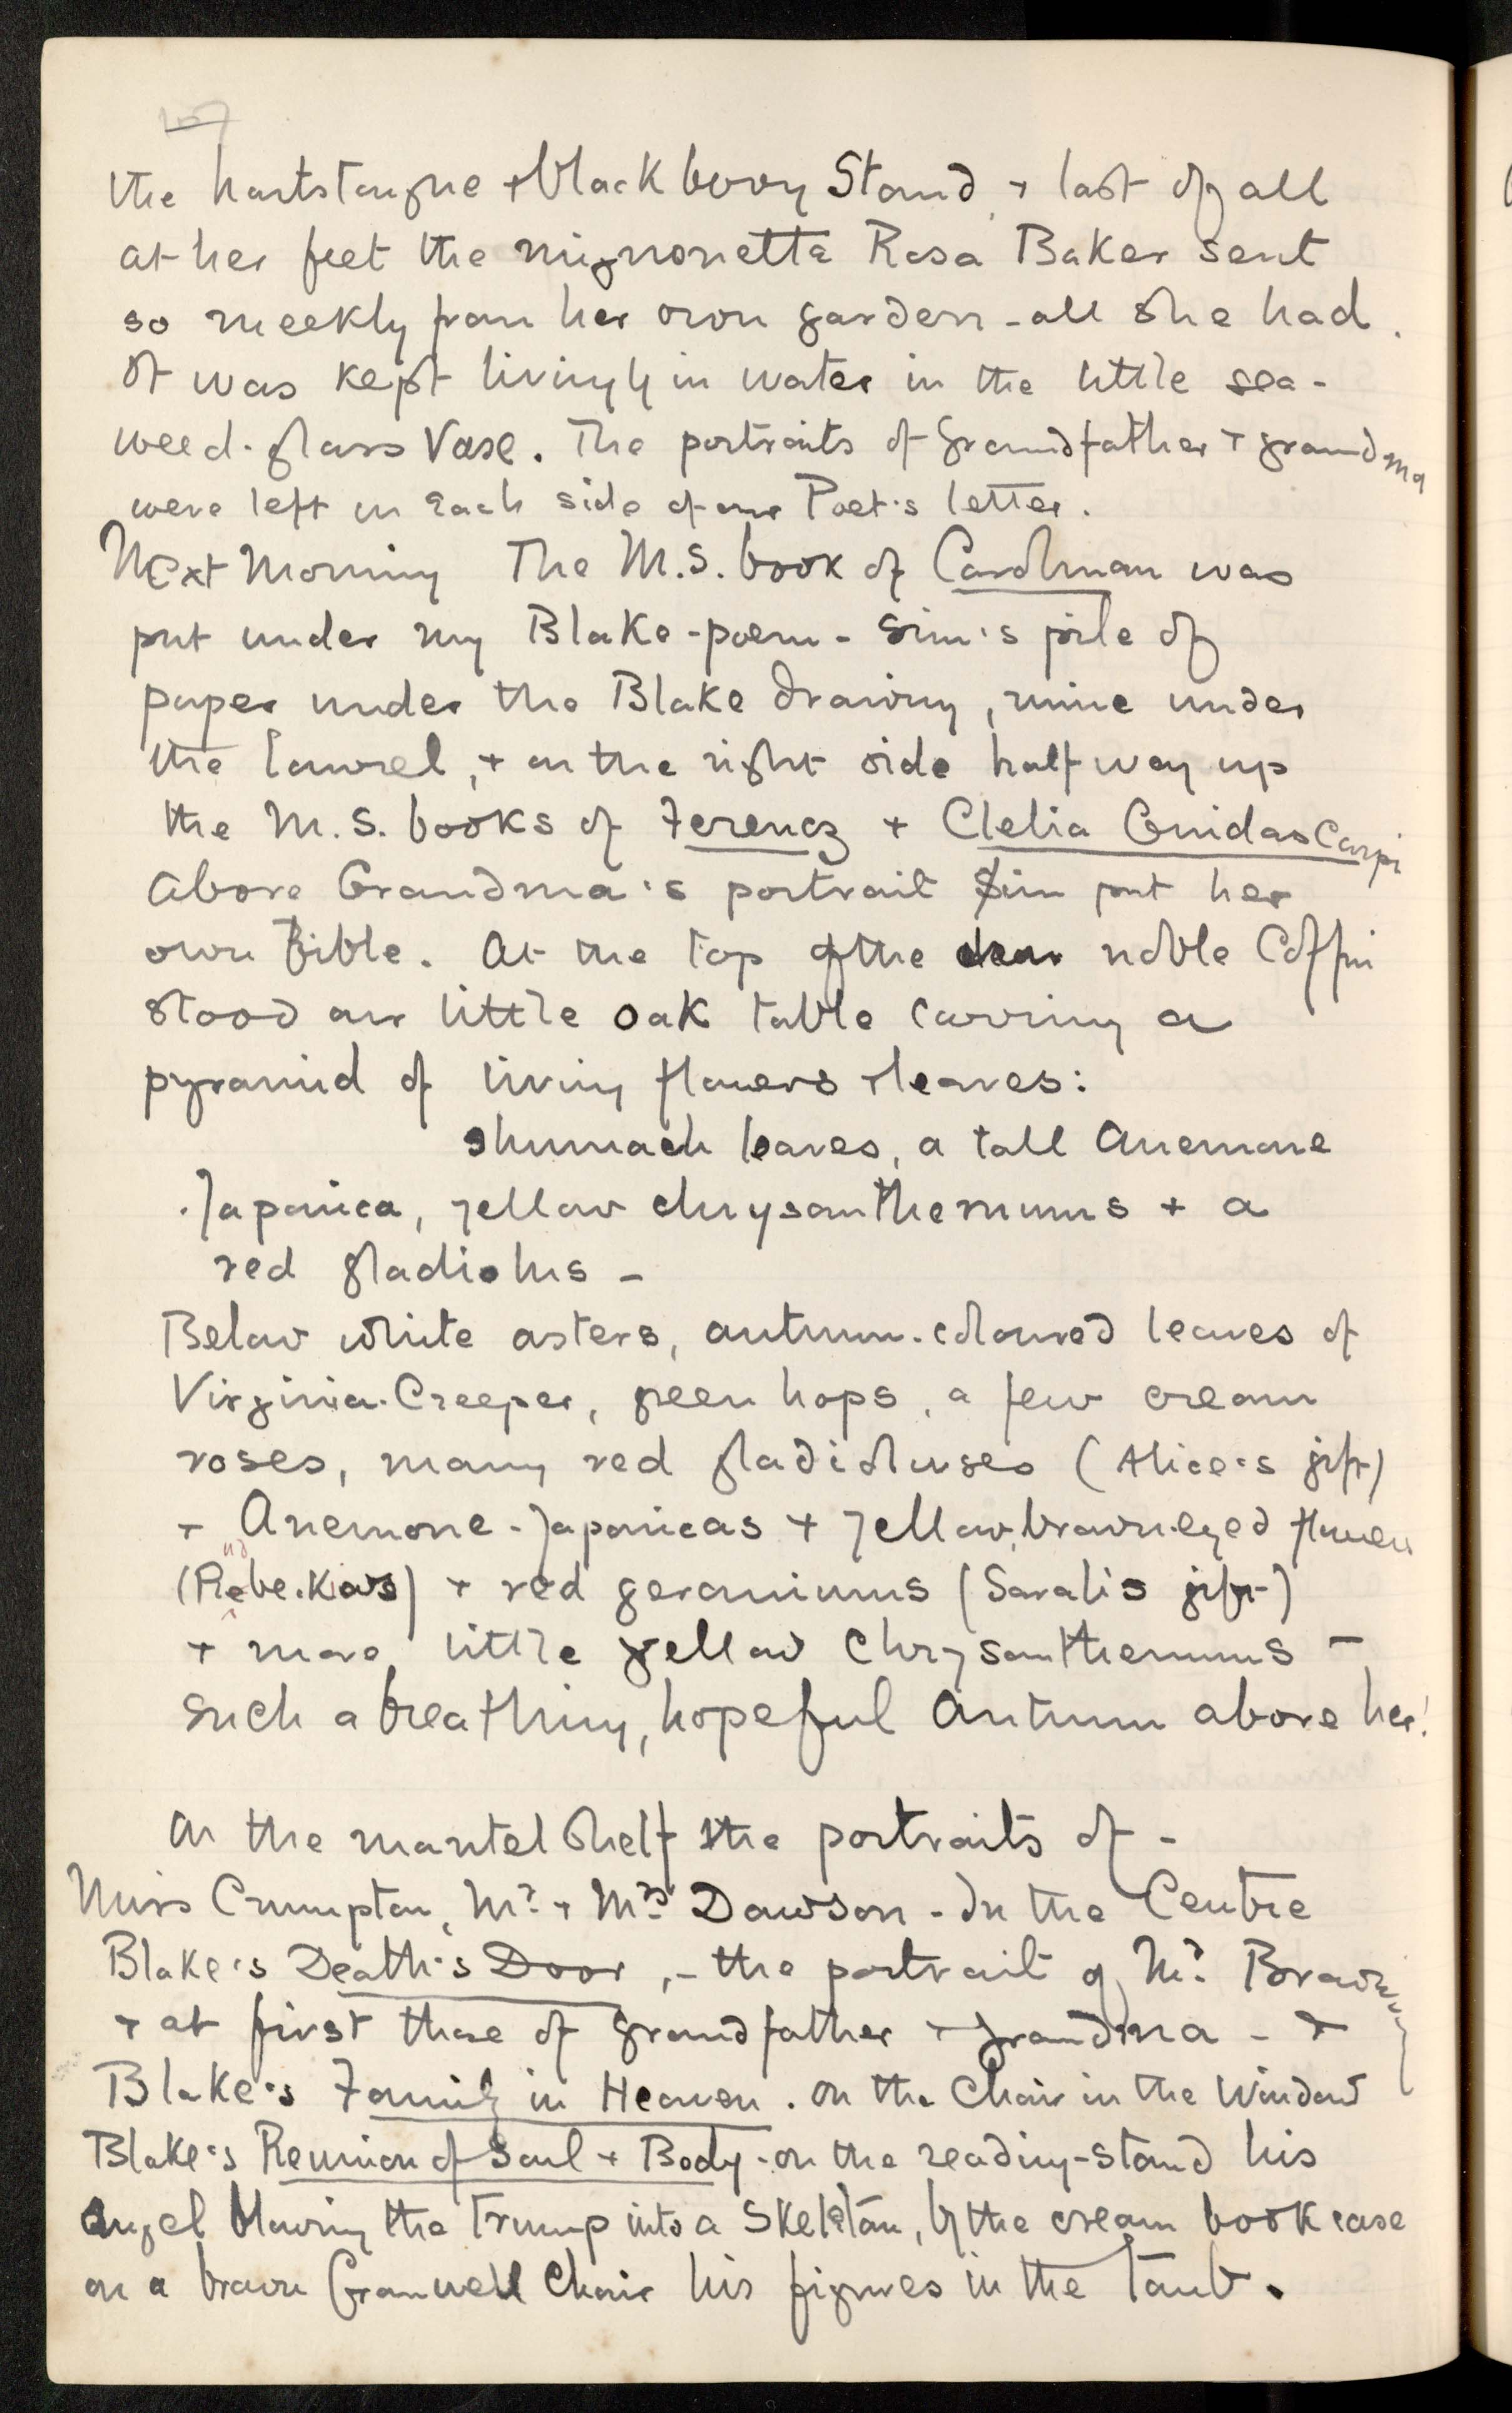 the hartstongue + blackberry Stand, + last of all
at her feet the mignonette Rosa Baker sent
so meekly from her own garden - all she had.
It was kept livingly in water in the little sea-
weed-glass Vase. The portraits of Grandfather + grandma
were left on each side of our Poet's letter.
Next Morning The M.S. book of Carloman was
put under my Blake-poem - Sim's pile of
paper under the Blake drawing, mine under
the laurel, + on the right side half way up
the M.S. books of Ferencz + Clelia Guidascarpi
Above Grandma's portrait Sim put her
own Bible. At the top of the dear noble Coffin
stood our little oak table carrying a
pyramid of living flowers + leaves:
shumach leaves, a tall Anemone
Japonica, yellow chrysanthemums + a
red gladiolus -
Below white asters, autumn-coloured leaves of
Virginia-Creeper, green hops, a few cream
roses, many red gladioluses (Alice's gift)
+ Anemone-Japonicas + yellow, brown-eyed flowers
+ red geraniums (Sarah's gift)
+ more little yellow Chrysanthemums -
Such a breathing, hopeful Autumn above her!
On the mantel shelf the portraits of -
Miss Crumpton, Mr. + Mrs. Dawson - In the Centre
Blake's Death's Door, - the portrait of Mr. Browning
+ at first those of grandfather + grandma - +
Blake's Family in Heaven. On the Chair in the Window
Blake's Reunion of Soul + Body - on the reading-stand his
Angel blowing the Trump into a Skeleton, by the cream book case
on a brown Cromwell Chair his figures in the Tomb.